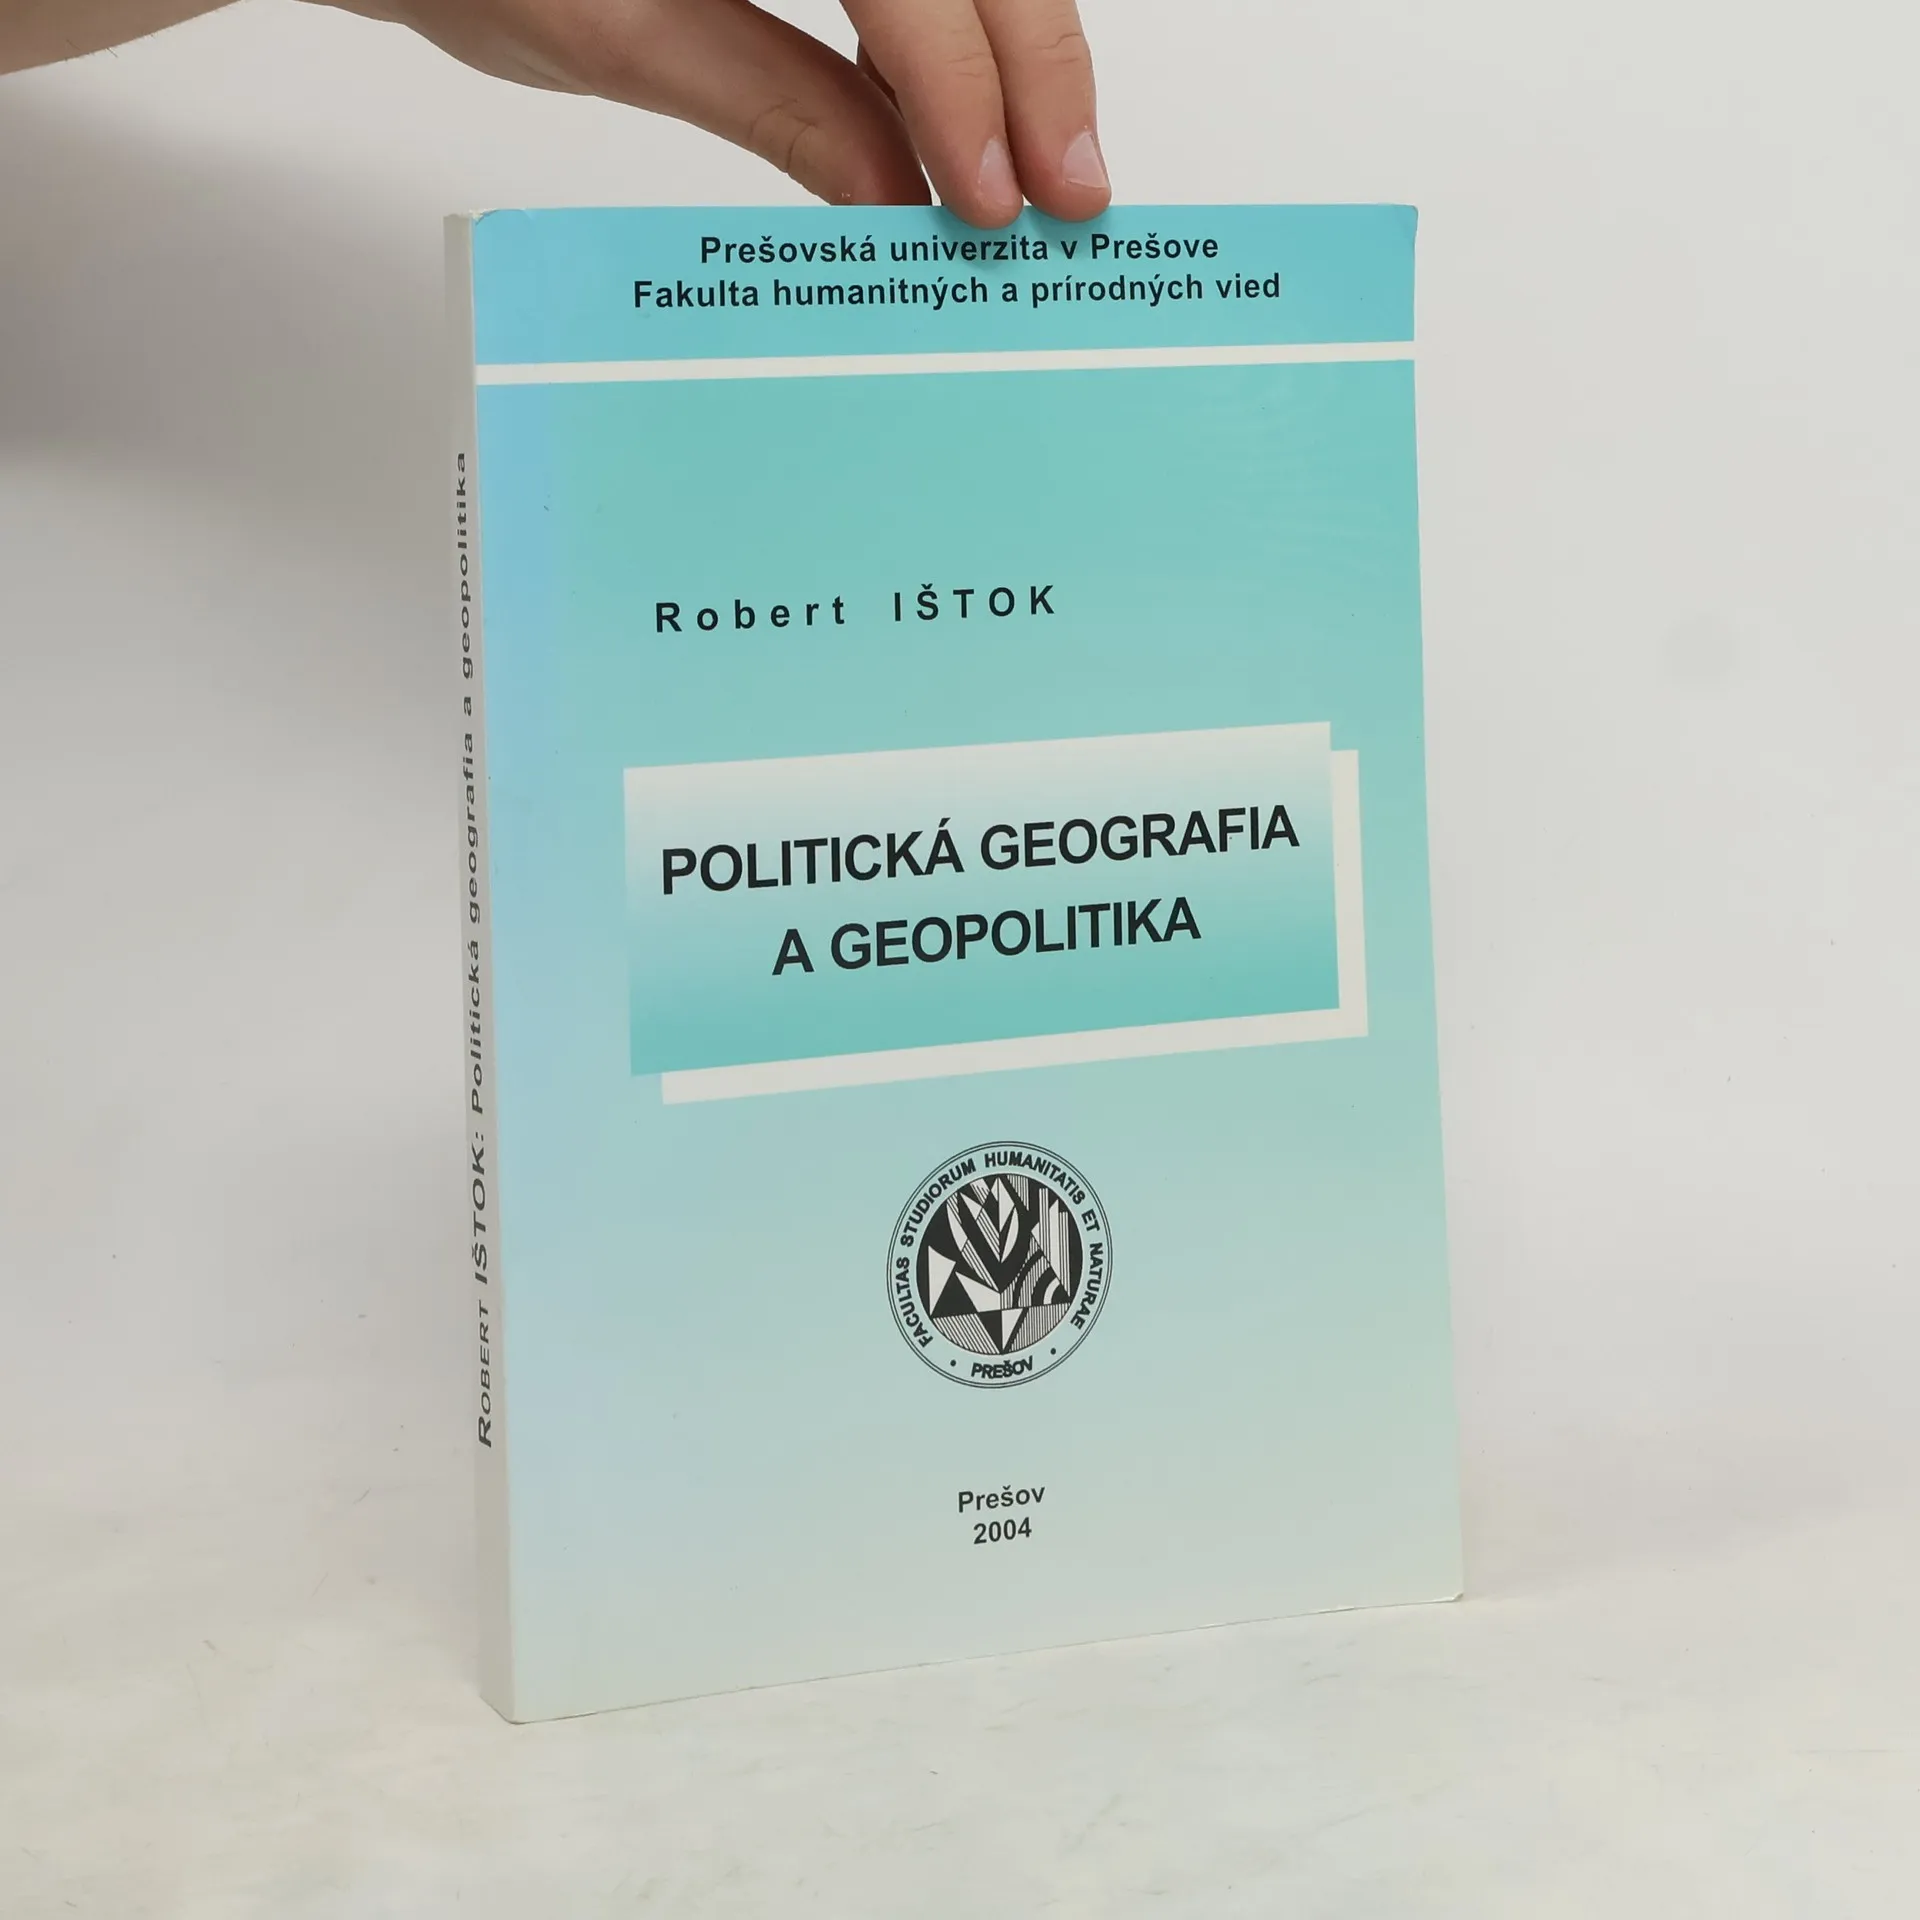 Prešovská univerzita v Prešove
Fakulta humanitných a prírodných vied
Robert IŠTOK
POLITICKÁ GEOGRAFIA
A GEOPOLITIKA
FACULTAS STUDIORUM HUMANITATIS ET NATURAE
• PREŠOV •
Prešov
2004
ROBERT IŠTOK: Politická geografia a geopolitika